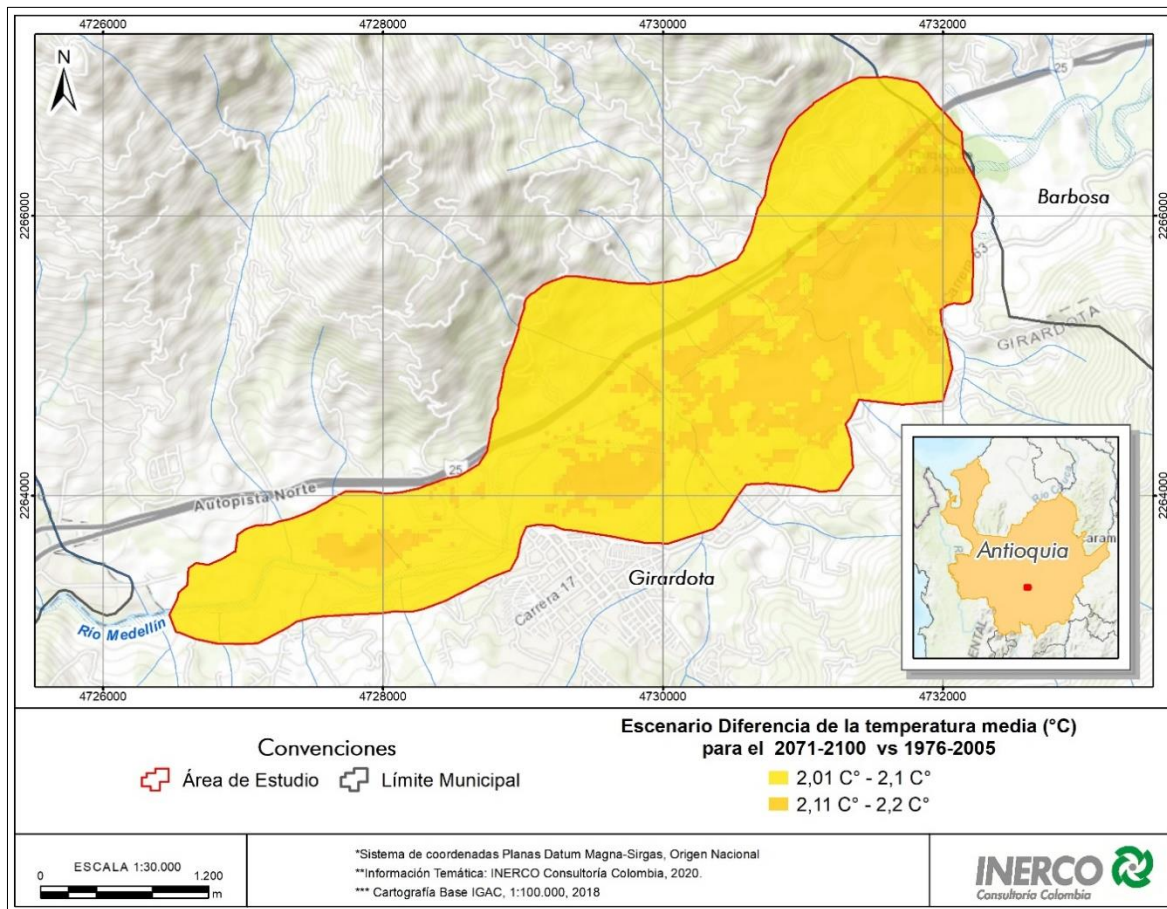 4726000
4728000
4730000
4732000
N
25
2266000
2266000
Barbosa
GIRARDOTA
2264000
2264000
25
Autopista Norte
Antioquia
Girardota
Carrera 17
Río Medellín
4726000
4728000
4730000
4732000
Convenciones
Área de Estudio
Límite Municipal
Escenario Diferencia de la temperatura media (°C)
para el 2071-2100 vs 1976-2005
2,01 C° - 2,1 C°
2,11 C° - 2,2 C°
ESCALA 1:30.000
0
1.200
m
*Sistema de coordenadas Planas Datum Magna-Sirgas, Origen Nacional
**Información Temática: INERCO Consultoría Colombia, 2020.
*** Cartografía Base IGAC, 1:100.000, 2018
INERCO
Consultoría Colombia